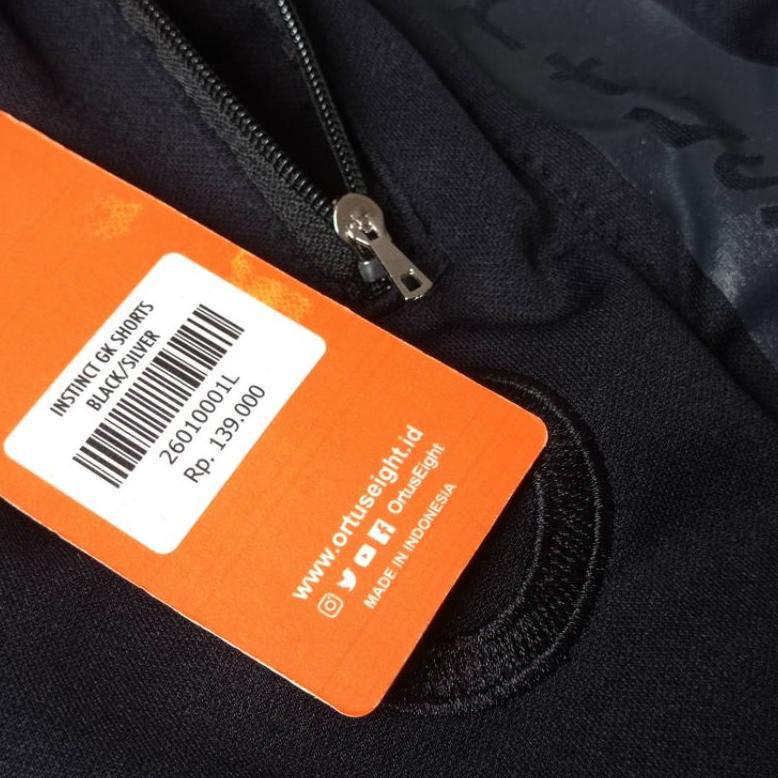 INSTINCT GK SHORTS
BLACK/SILVER
26010001L
Rp. 139.000
www.ortuseight.id
OrtusEight
MADE IN INDONESIA